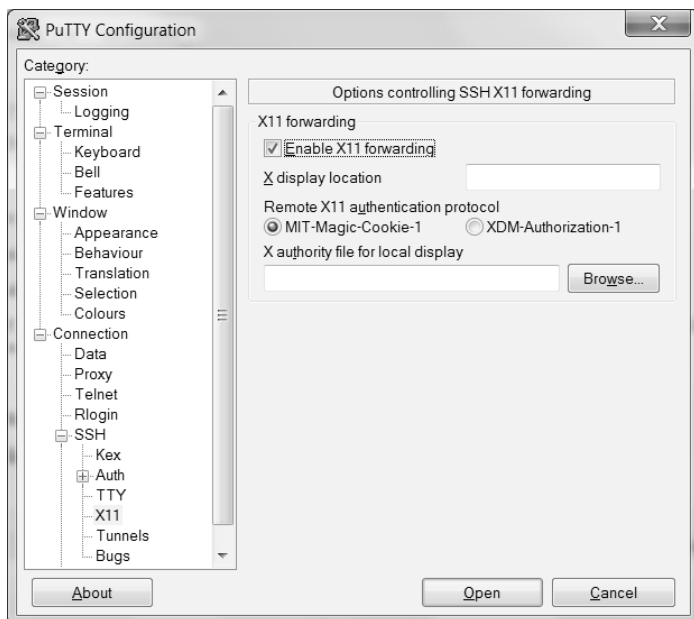 PuTTY Configuration
X
Category:
Session
Logging
Terminal
Keyboard
Bell
Features
Window
Appearance
Behaviour
Translation
Selection
Colours
Connection
Data
Proxy
Telnet
Rlogin
SSH
Kex
Auth
TTY
X11
Tunnels
Bugs
Options controlling SSH X11 forwarding
X11 forwarding
Enable X11 forwarding
X display location
Remote X11 authentication protocol
MIT-Magic-Cookie-1 XDM-Authorization-1
X authority file for local display
Browse...
About Open Cancel